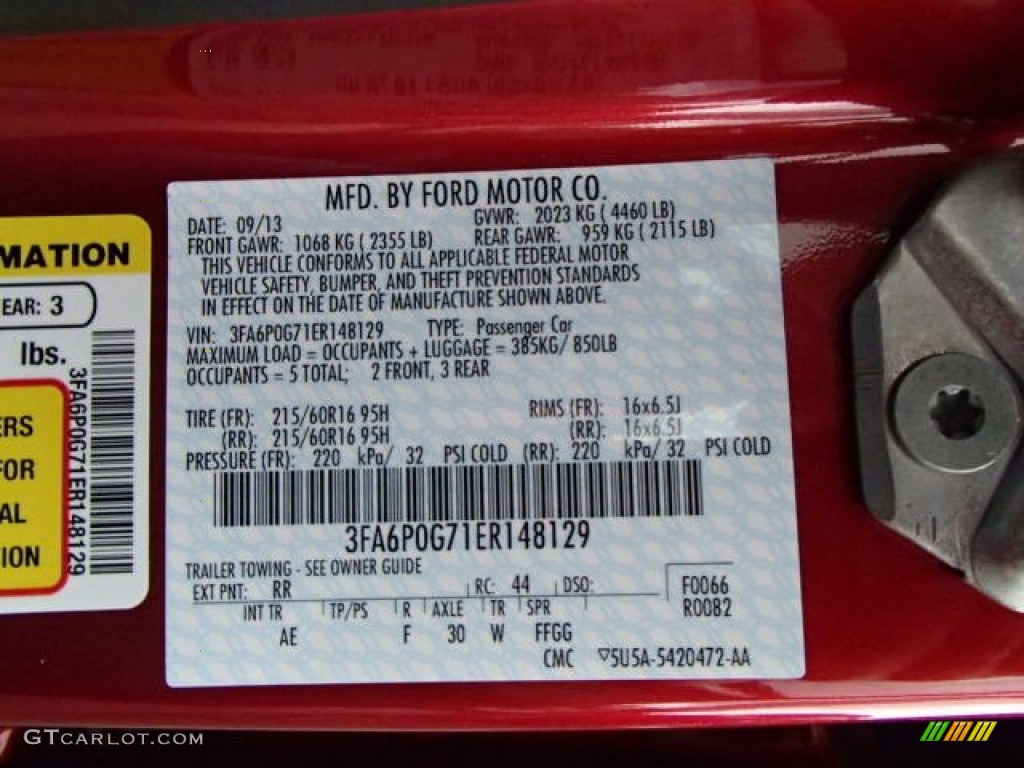 MFD. BY FORD MOTOR CO.
DATE: 09/13 GVWR: 2023 KG ( 4460 LB)
FRONT GAWR: 1068 KG ( 2355 LB) REAR GAWR: 959 KG ( 2115 LB)
THIS VEHICLE CONFORMS TO ALL APPLICABLE FEDERAL MOTOR
VEHICLE SAFETY, BUMPER, AND THEFT PREVENTION STANDARDS
IN EFFECT ON THE DATE OF MANUFACTURE SHOWN ABOVE.
VIN: 3FA6P0G71ER148129 TYPE: Passenger Car
MAXIMUM LOAD = OCCUPANTS + LUGGAGE = 385KG/ 850LB
OCCUPANTS = 5 TOTAL; 2 FRONT, 3 REAR
TIRE (FR): 215/60R16 95H RIMS (FR): 16x6.5J
(RR): 215/60R16 95H (RR): 16x6.5J
PRESSURE (FR): 220 kPa/ 32 PSI COLD (RR): 220 kPa/ 32 PSI COLD
3FA6P0G71ER148129
TRAILER TOWING - SEE OWNER GUIDE
EXT PNT: RR RC: 44 DSO: F0066
INT TR TP/PS R AXLE TR SPR R0082
AE F 30 W FFGG
CMC ▽5U5A-5420472-AA
MATION
EAR: 3
lbs.
3FA6P0G71ER148129
ERS
FOR
AL
ION
GTCARLOT.COM